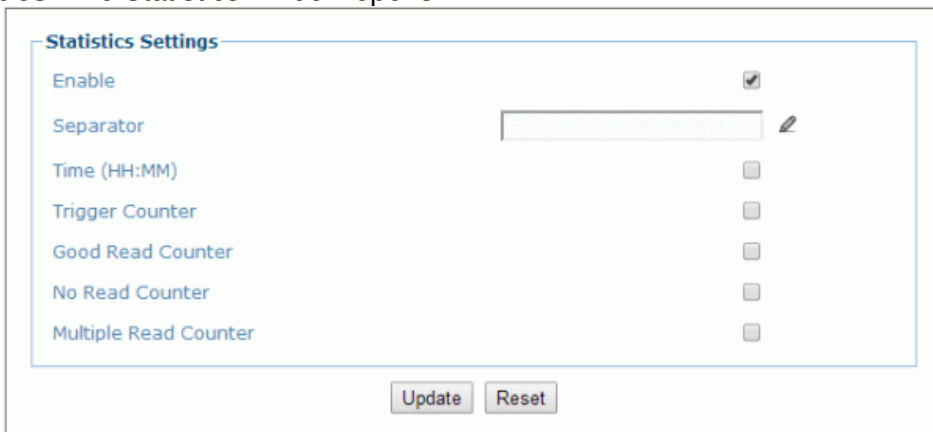 Statistics Settings
Enable
Separator
Time (HH:MM)
Trigger Counter
Good Read Counter
No Read Counter
Multiple Read Counter
Update Reset